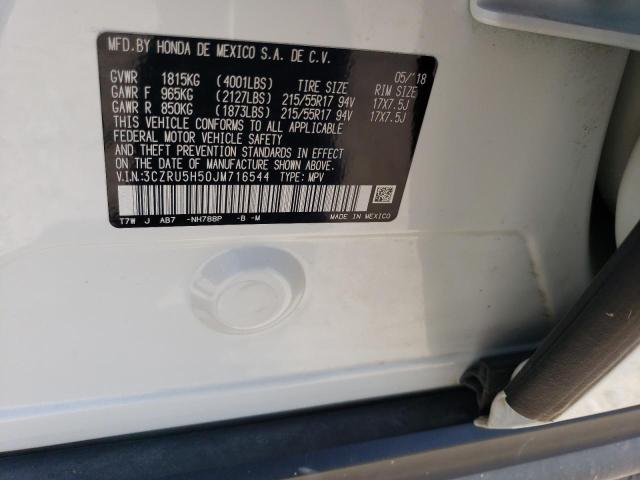 MFD.BY HONDA DE MEXICO S.A. DE C.V.
05/'18
GVWR 1815KG (4001LBS) TIRE SIZE RIM SIZE
GAWR F 965KG (2127LBS) 215/55R17 94V 17X7.5J
GAWR R 850KG (1873LBS) 215/55R17 94V 17X7.5J
THIS VEHICLE CONFORMS TO ALL APPLICABLE
FEDERAL MOTOR VEHICLE SAFETY, BUMPER,
AND THEFT PREVENTION STANDARDS IN EFFECT
ON THE DATE OF MANUFACTURE SHOWN ABOVE.
V.I.N:3CZRU5H50JM716544 TYPE: MPV
T7W J AB7 -NH788P -B -M
MADE IN MEXICO